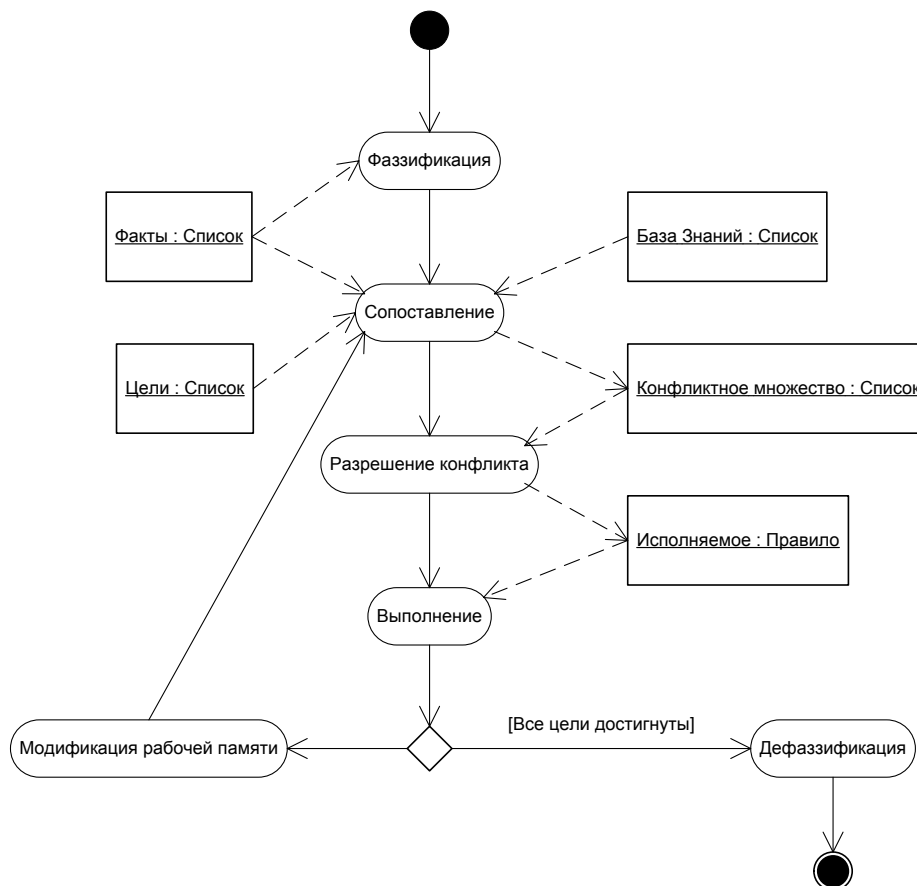 Фаззификация
Факты : Список
База Знаний : Список
Сопоставление
Цели : Список
Конфликтное множество : Список
Разрешение конфликта
Исполняемое : Правило
Выполнение
[Все цели достигнуты]
Модификация рабочей памяти
Дефаззификация